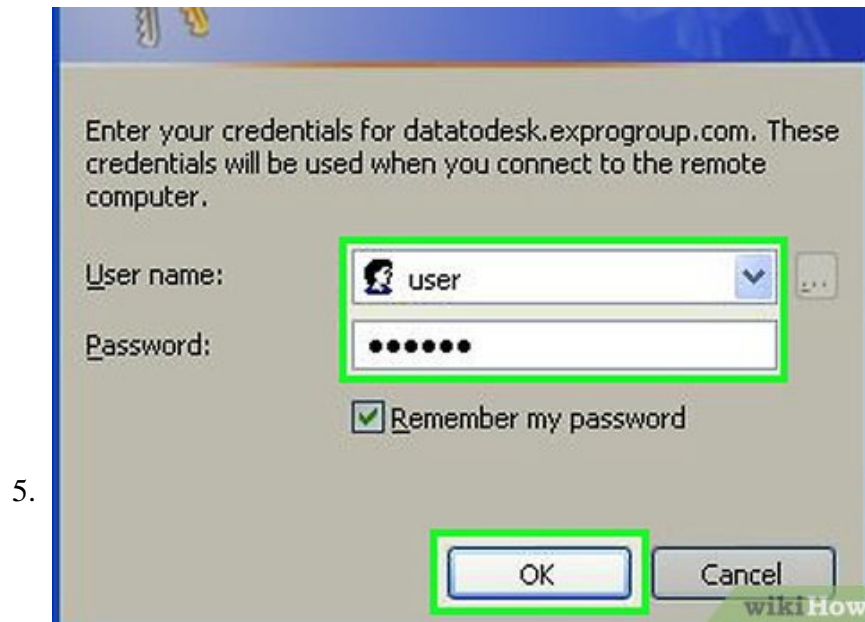 Enter your credentials for datatodesk.exprogroup.com. These
credentials will be used when you connect to the remote
computer.
User name:
user
...
Password:
••••••
Remember my password
5.
OK
Cancel
wikiHow